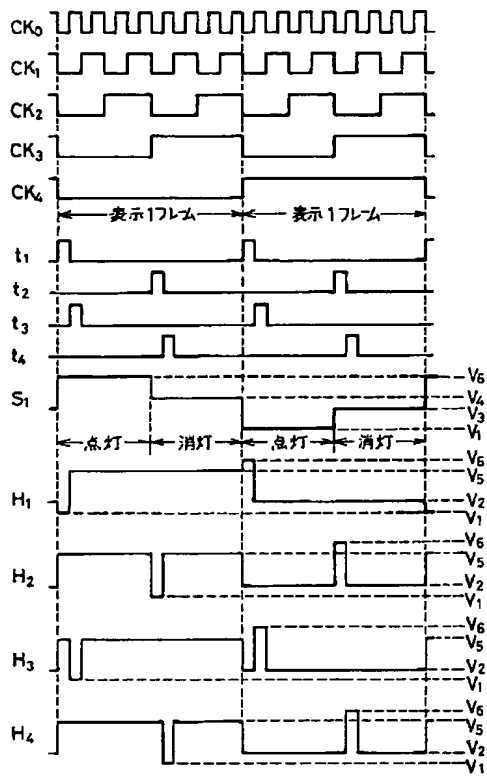 CK₀
CK₁
CK₂
CK₃
CK₄
表示1フレーム 表示1フレーム
t₁
t₂
t₃
t₄
S₁ V₆
V₄
V₃
V₁
点灯 消灯 点灯 消灯
H₁ V₆
V₅
V₂
V₁
H₂ V₆
V₅
V₂
V₁
H₃ V₆
V₅
V₂
V₁
H₄ V₆
V₅
V₂
V₁